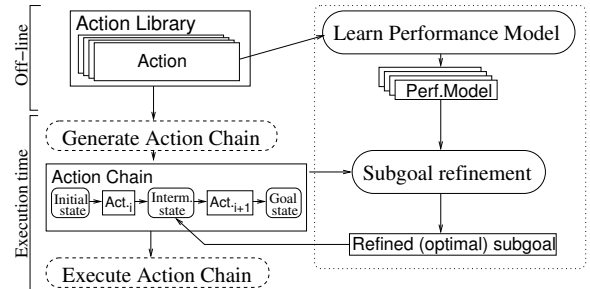 Off-line
Action Library
Action
Learn Performance Model
Perf.Model
Execution time
Generate Action Chain
Action Chain
Initial
state
Act.i
Interm.
state
Act.i+1
Goal
state
Subgoal refinement
Refined (optimal) subgoal
Execute Action Chain